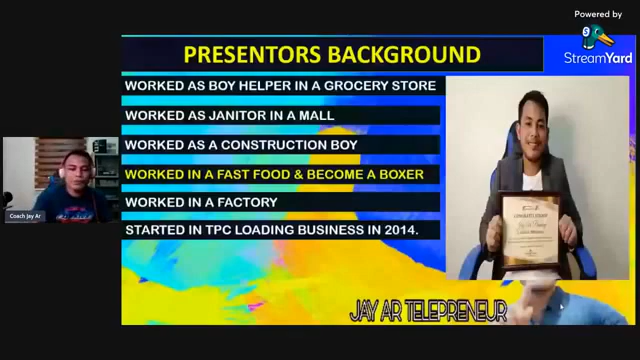 Powered by
StreamYard
PRESENTORS BACKGROUND
WORKED AS BOY HELPER IN A GROCERY STORE
WORKED AS JANITOR IN A MALL
WORKED AS A CONSTRUCTION BOY
WORKED IN A FAST FOOD & BECOME A BOXER
WORKED IN A FACTORY
STARTED IN TPC LOADING BUSINESS IN 2014.
Coach Jay Ar
JAY AR TELEPRENEUR